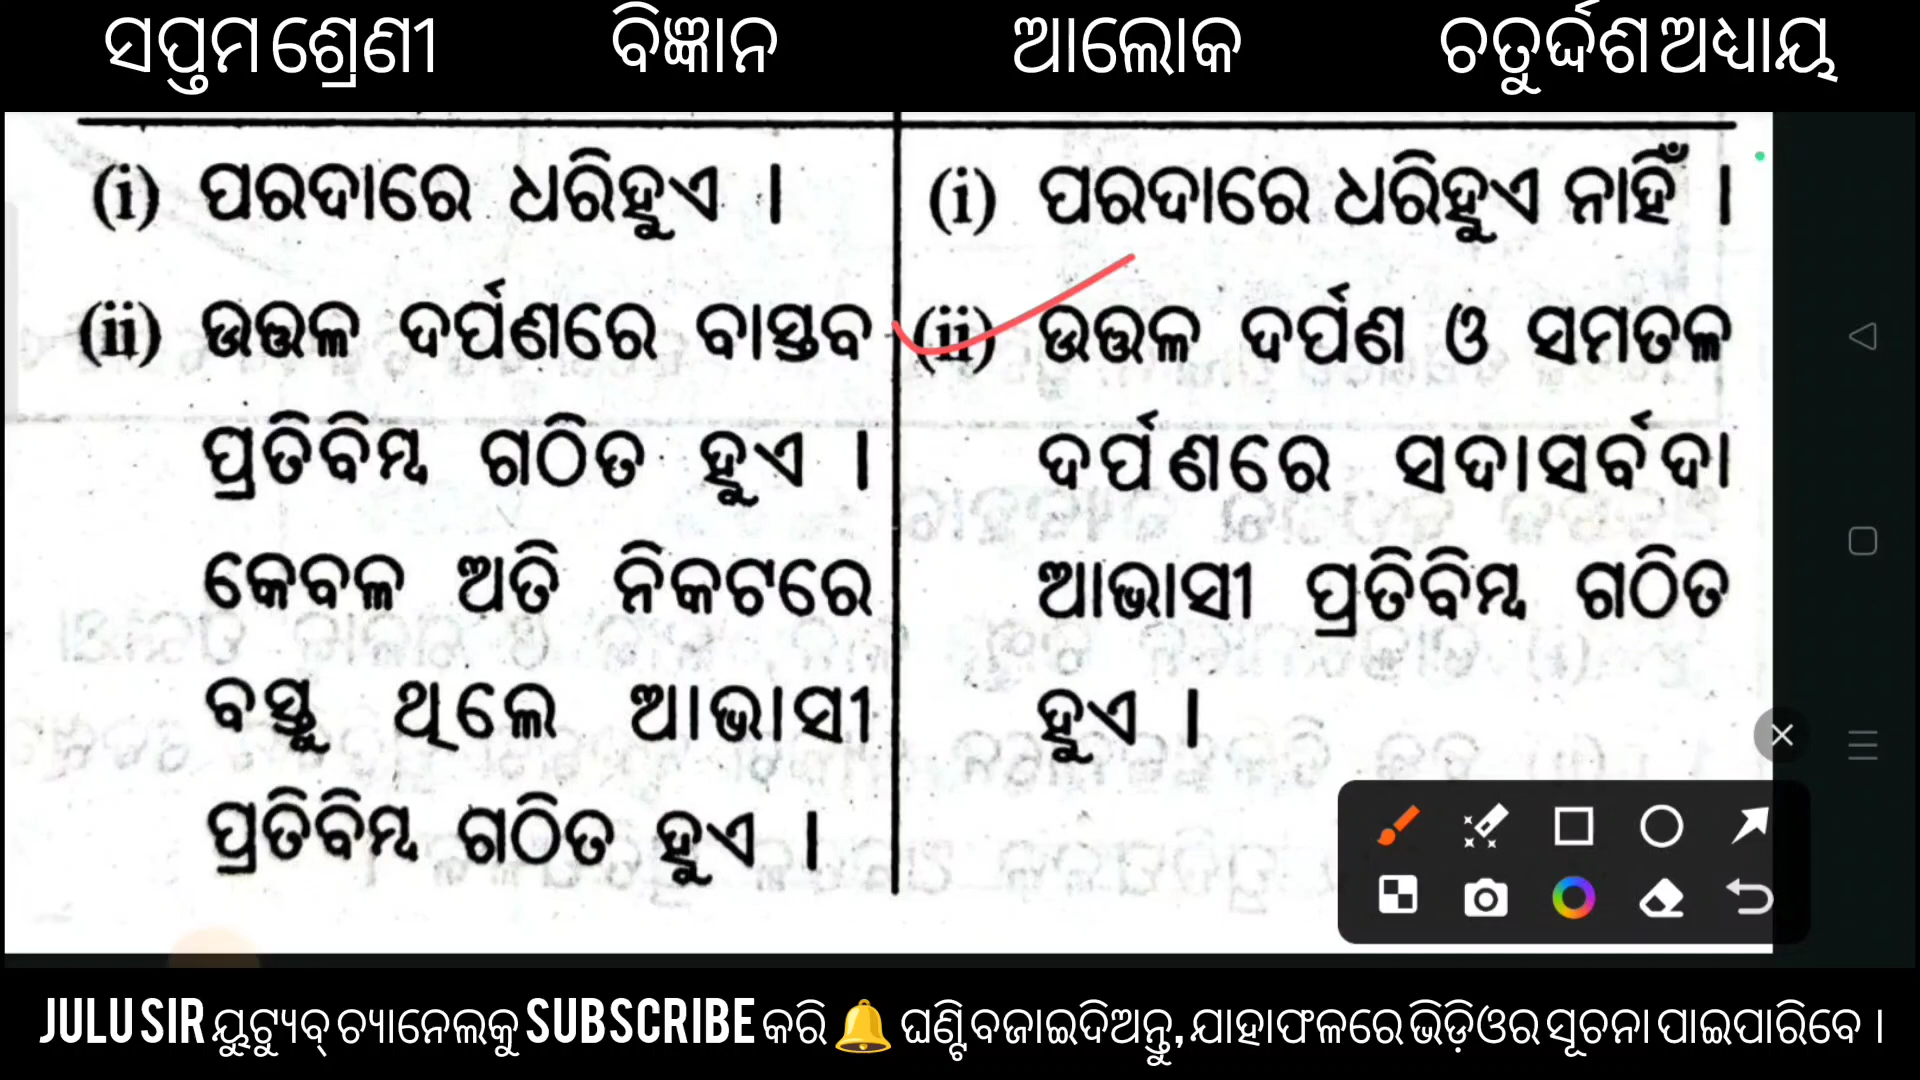 ସପ୍ତମ ଶ୍ରେଣୀ ବିଜ୍ଞାନ ଆଲୋକ ଚତୁର୍ଦ୍ଦଶ ଅଧ୍ୟାୟ
(i) ପରଦାରେ ଧରିହୁଏ ।
(ii) ଉତ୍ତଳ ଦର୍ପଣରେ ବାସ୍ତବ
ପ୍ରତିବିମ୍ବ ଗଠିତ ହୁଏ ।
କେବଳ ଅତି ନିକଟରେ
ବସ୍ତୁ ଥିଲେ ଆଭାସୀ
ପ୍ରତିବିମ୍ବ ଗଠିତ ହୁଏ ।
(i) ପରଦାରେ ଧରିହୁଏ ନାହିଁ ।
(ii) ଉତ୍ତଳ ଦର୍ପଣ ଓ ସମତଳ
ଦର୍ପଣରେ ସଦାସର୍ବଦା
ଆଭାସୀ ପ୍ରତିବିମ୍ବ ଗଠିତ
ହୁଏ ।
JULU SIR ୟୁଟ୍ୟୁବ୍ ଚ୍ୟାନେଲକୁ SUBSCRIBE କରି 🔔 ଘଣ୍ଟି ବଜାଇଦିଅନ୍ତୁ, ଯାହାଫଳରେ ଭିଡ଼ିଓର ସୂଚନା ପାଇପାରିବେ ।